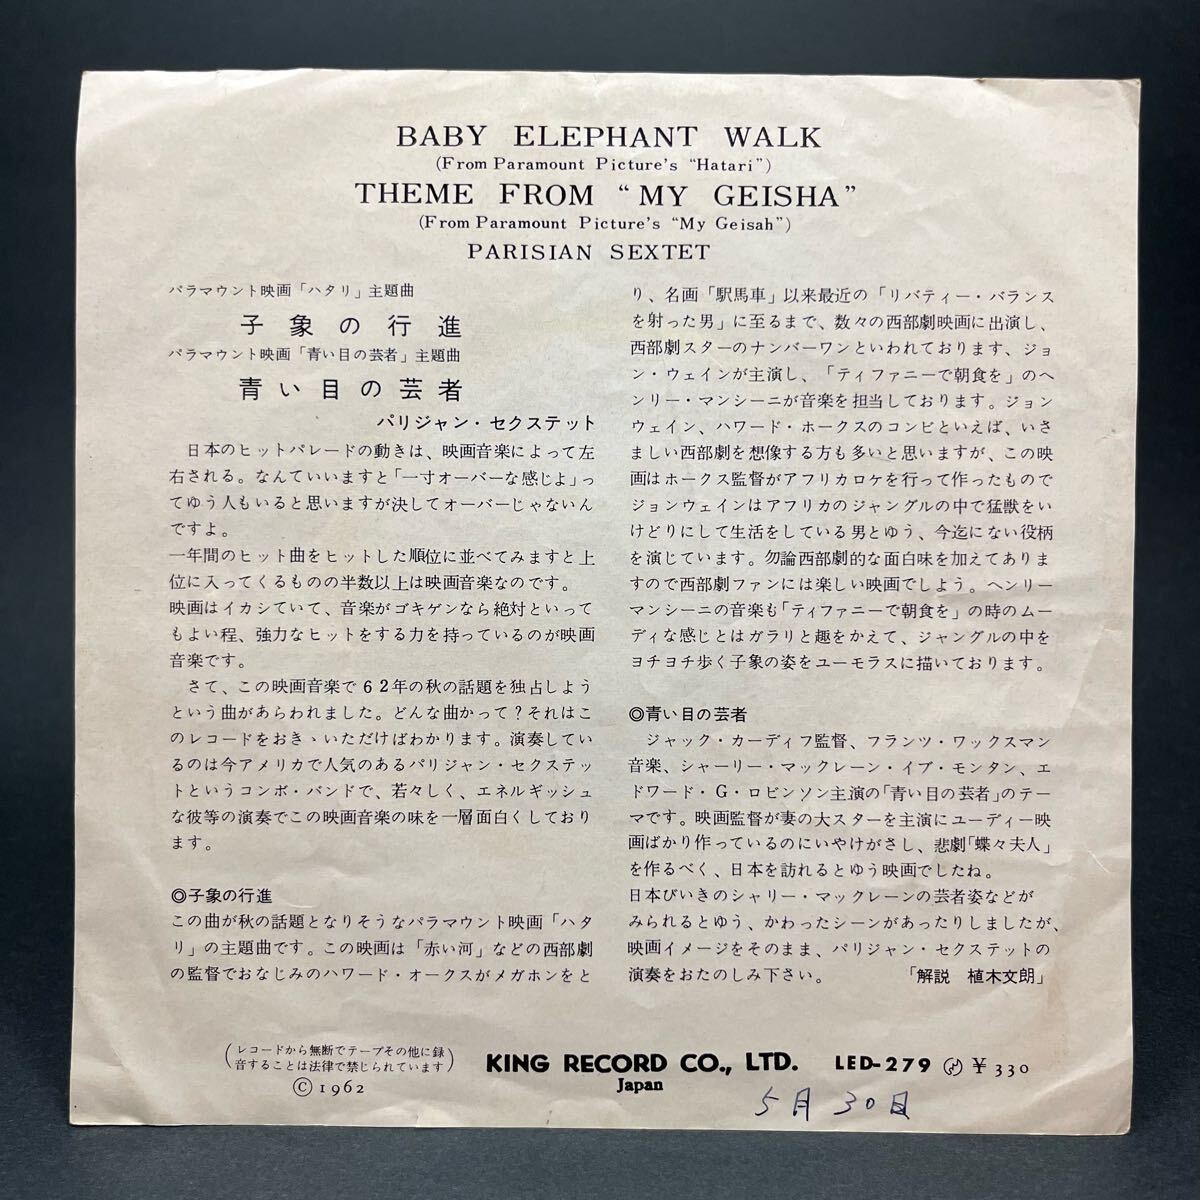 BABY ELEPHANT WALK
(From Paramount Picture's "Hatari")
THEME FROM "MY GEISHA"
(From Paramount Picture's "My Geisah")
PARISIAN SEXTET
パラマウント映画「ハタリ」主題曲
子象の行進
パラマウント映画「青い目の芸者」主題曲
青い目の芸者
パリジャン・セクステット
日本のヒットパレードの動きは、映画音楽によって左
右される。なんていいますと「一寸オーバーな感じよ」っ
てゆう人もいると思いますが決してオーバーじゃないん
ですよ。
一年間のヒット曲をヒットした順位に並べてみますと上
位に入ってくるものの半数以上は映画音楽なのです。
映画はイカシていて、音楽がゴキゲンなら絶対といって
もよい程、強力なヒットをする力を持っているのが映画
音楽です。
さて、この映画音楽で62年の秋の話題を独占しよう
という曲があらわれました。どんな曲かって？それはこ
のレコードをおきゝいただけばわかります。演奏してい
るのは今アメリカで人気のあるパリジャン・セクステッ
トというコンボ・バンドで、若々しく、エネルギッシュ
な彼等の演奏でこの映画音楽の味を一層面白くしており
ます。
◎子象の行進
この曲が秋の話題となりそうなパラマウント映画「ハタ
リ」の主題曲です。この映画は「赤い河」などの西部劇
の監督でおなじみのハワード・オークスがメガホンをと
り、名画「駅馬車」以来最近の「リバティー・バランス
を射った男」に至るまで、数々の西部劇映画に出演し、
西部劇スターのナンバーワンといわれております、ジョ
ン・ウェインが主演し、「ティファニーで朝食を」のヘ
ンリー・マンシーニが音楽を担当しております。ジョン
ウェイン、ハワード・ホークスのコンビといえば、いさ
ましい西部劇を想像する方も多いと思いますが、この映
画はホークス監督がアフリカロケを行って作ったもので
ジョンウェインはアフリカのジャングルの中で猛獣をい
けどりにして生活をしている男とゆう、今迄にない役柄
を演じています。勿論西部劇的な面白味を加えてありま
すので西部劇ファンには楽しい映画でしよう。ヘンリー
マンシーニの音楽も「ティファニーで朝食を」の時のムー
ディな感じとはガラリと趣をかえて、ジャングルの中を
ヨチヨチ歩く子象の姿をユーモラスに描いております。
◎青い目の芸者
ジャック・カーディフ監督、フランツ・ワックスマン
音楽、シャーリー・マックレーン・イブ・モンタン、エ
ドワード・G・ロビンソン主演の「青い目の芸者」のテー
マです。映画監督が妻の大スターを主演にユーディー映
画ばかり作っているのにいやけがさし、悲劇「蝶々夫人」
を作るべく、日本を訪れるとゆう映画でしたね。
日本びいきのシャリー・マックレーンの芸者姿などが
みられるとゆう、かわったシーンがあったりしましたが、
映画イメージをそのまま、パリジャン・セクステットの
演奏をおたのしみ下さい。 「解説 植木文朗」
(レコードから無断でテープその他に録
音することは法律で禁じられています)
Ⓒ1962
KING RECORD CO., LTD.
Japan
LED-279 ¥330
5月30日